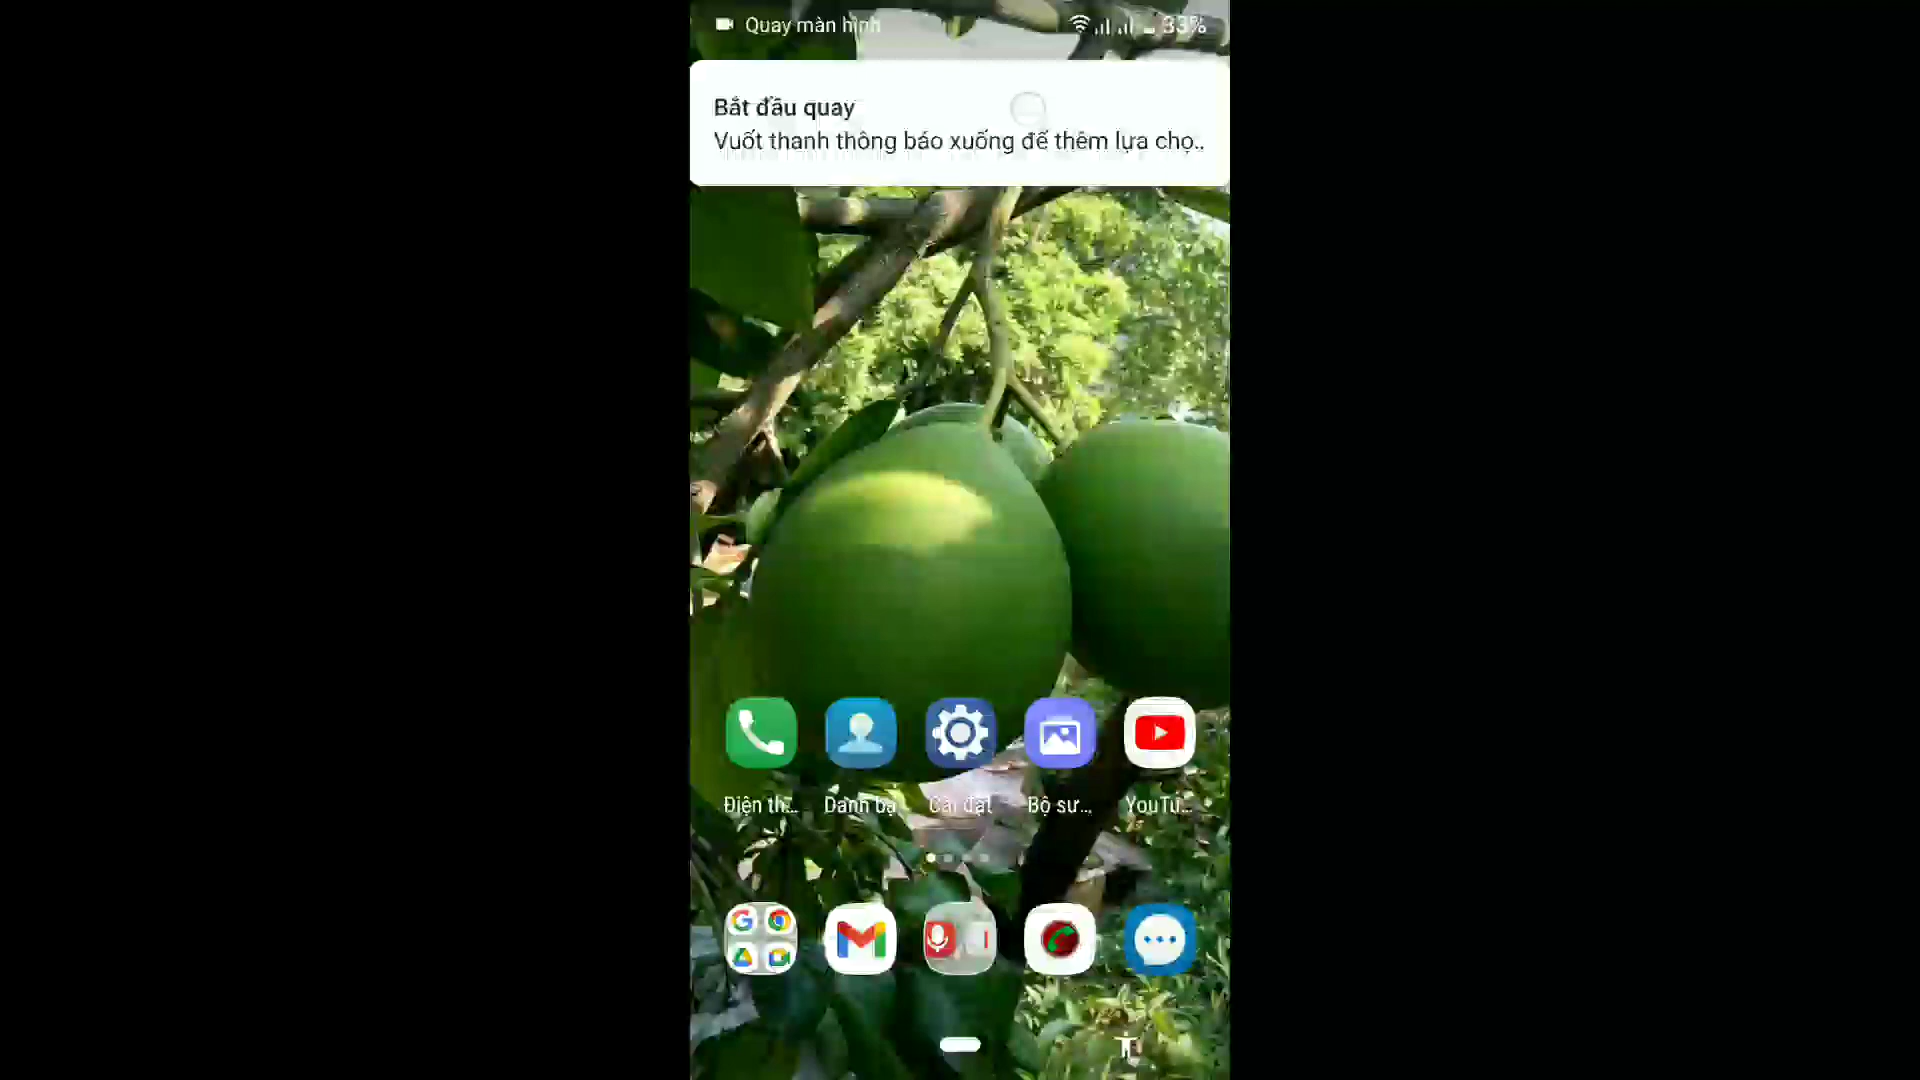 Quay màn hình
33%
Bắt đầu quay
Vuốt thanh thông báo xuống để thêm lựa chọ..
Điện th...
Danh bạ
Cài đặt
Bộ sư...
YouTu...